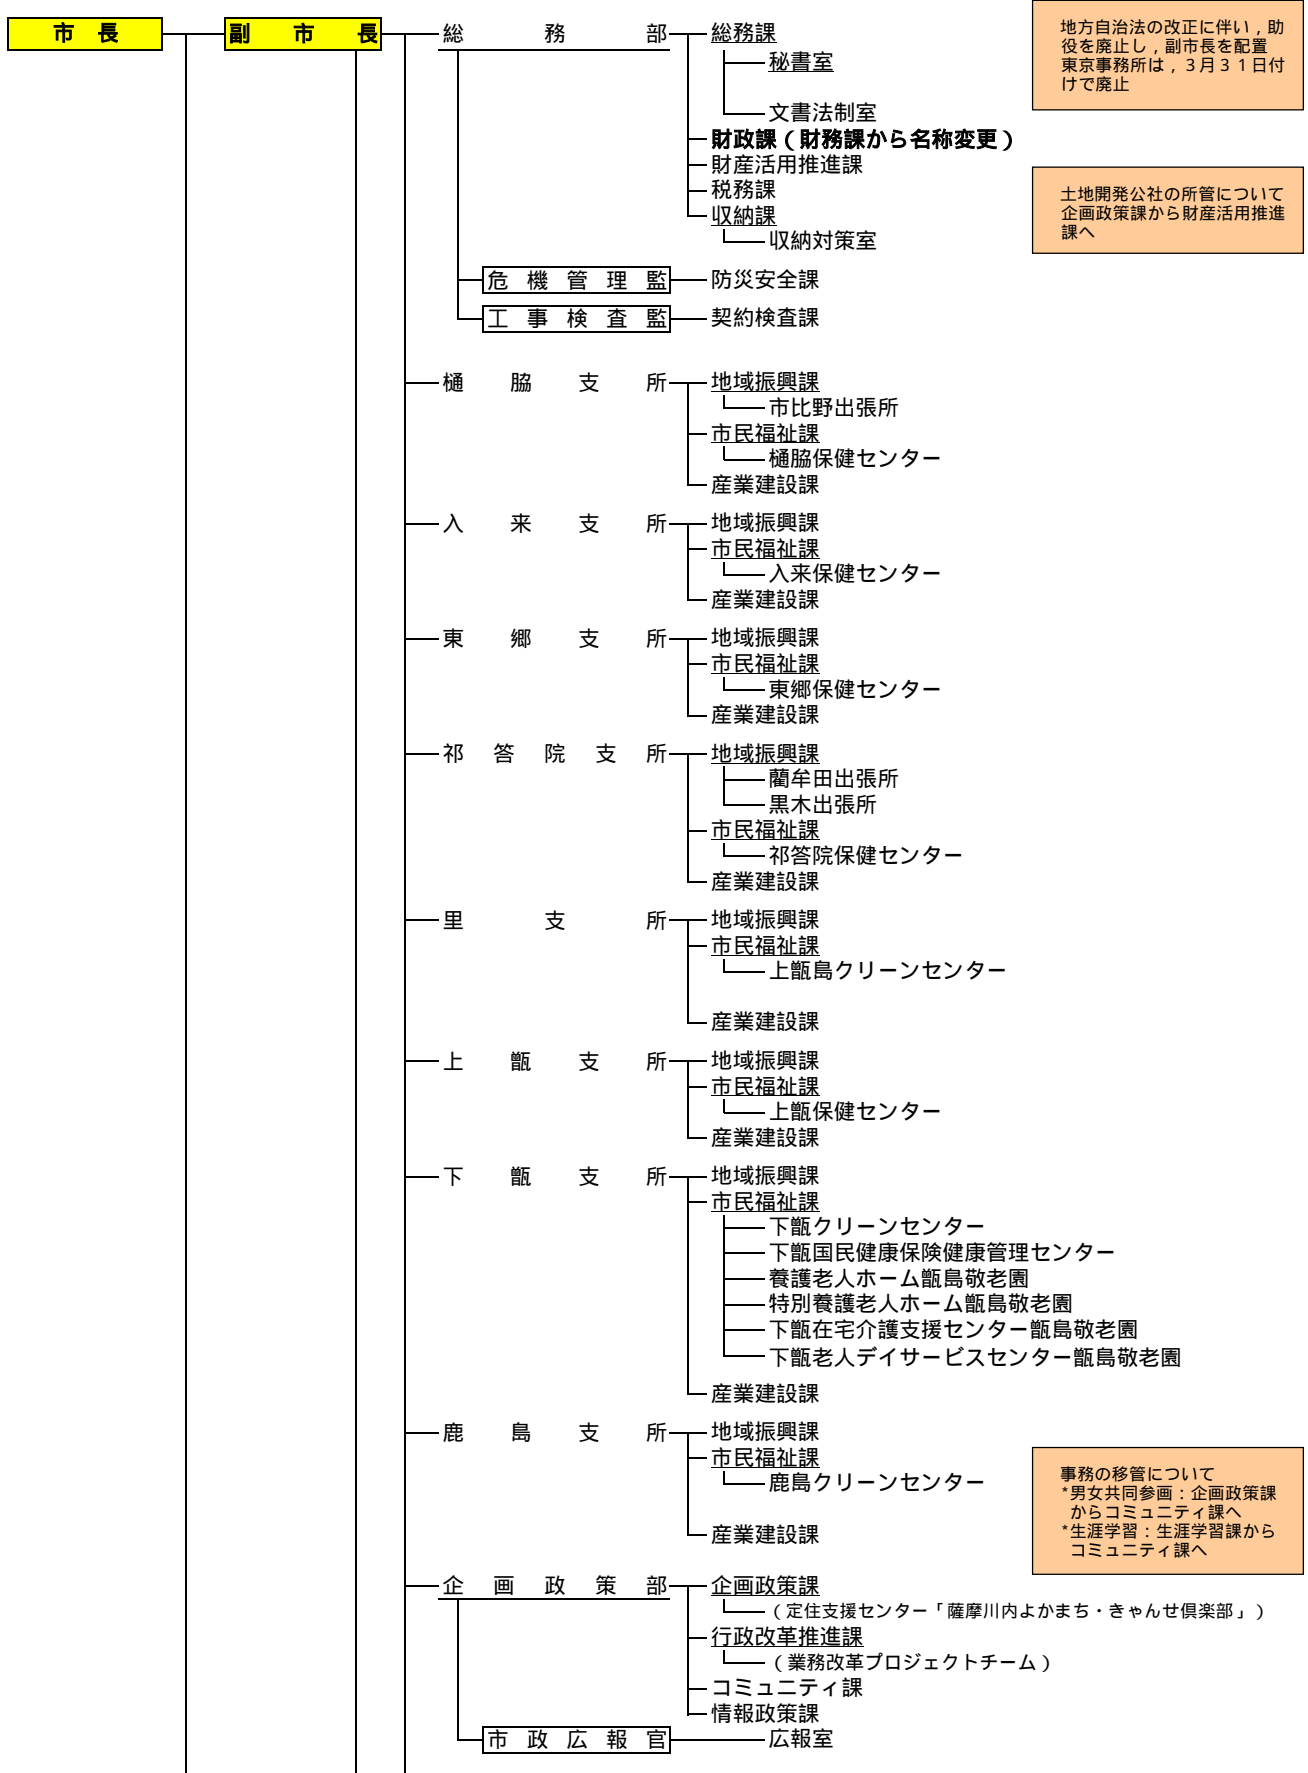 市長
副市長
総務部
総務課
秘書室
文書法制室
財政課（財務課から名称変更）
財産活用推進課
税務課
収納課
収納対策室
危機管理監
防災安全課
工事検査監
契約検査課
地方自治法の改正に伴い，助
役を廃止し，副市長を配置
東京事務所は，３月３１日付
けで廃止
土地開発公社の所管について
企画政策課から財産活用推進
課へ
樋脇支所
地域振興課
市比野出張所
市民福祉課
樋脇保健センター
産業建設課
入来支所
地域振興課
市民福祉課
入来保健センター
産業建設課
東郷支所
地域振興課
市民福祉課
東郷保健センター
産業建設課
祁答院支所
地域振興課
藺牟田出張所
黒木出張所
市民福祉課
祁答院保健センター
産業建設課
里支所
地域振興課
市民福祉課
上甑島クリーンセンター
産業建設課
上甑支所
地域振興課
市民福祉課
上甑保健センター
産業建設課
下甑支所
地域振興課
市民福祉課
下甑クリーンセンター
下甑国民健康保険健康管理センター
養護老人ホーム甑島敬老園
特別養護老人ホーム甑島敬老園
下甑在宅介護支援センター甑島敬老園
下甑老人デイサービスセンター甑島敬老園
産業建設課
鹿島支所
地域振興課
市民福祉課
鹿島クリーンセンター
産業建設課
事務の移管について
*男女共同参画：企画政策課
からコミュニティ課へ
*生涯学習：生涯学習課から
コミュニティ課へ
企画政策部
企画政策課
（定住支援センター「薩摩川内よかまち・きゃんせ倶楽部」）
行政改革推進課
（業務改革プロジェクトチーム）
コミュニティ課
情報政策課
市政広報官
広報室